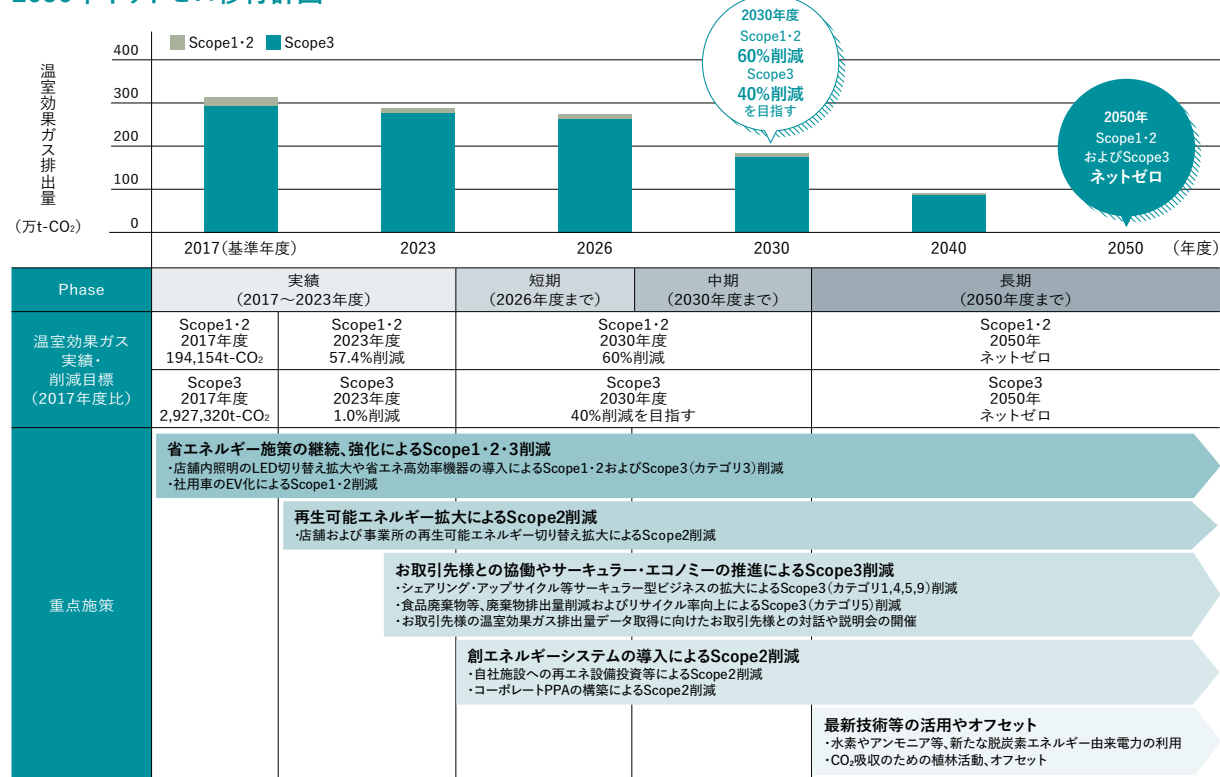 2030年度
Scope1・2
60%削減
Scope3
40%削減
を目指す
2050年
Scope1・2
およびScope3
ネットゼロ
Scope1・2 Scope3
温室効果ガス排出量
(万t-CO₂)
400
300
200
100
0
2017(基準年度) 2023 2026 2030 2040 2050 (年度)
Phase
実績
(2017〜2023年度)
短期
(2026年度まで)
中期
(2030年度まで)
長期
(2050年度まで)
温室効果ガス
実績・
削減目標
(2017年度比)
Scope1・2
2017年度
194,154t-CO₂
Scope1・2
2023年度
57.4%削減
Scope1・2
2030年度
60%削減
Scope1・2
2050年
ネットゼロ
Scope3
2017年度
2,927,320t-CO₂
Scope3
2023年度
1.0%削減
Scope3
2030年度
40%削減を目指す
Scope3
2050年
ネットゼロ
重点施策
省エネルギー施策の継続、強化によるScope1・2・3削減
・店舗内照明のLED切り替え拡大や省エネ高効率機器の導入によるScope1・2およびScope3(カテゴリ3)削減
・社用車のEV化によるScope1・2削減
再生可能エネルギー拡大によるScope2削減
・店舗および事業所の再生可能エネルギー切り替え拡大によるScope2削減
お取引先様との協働やサーキュラー・エコノミーの推進によるScope3削減
・シェアリング・アップサイクル等サーキュラー型ビジネスの拡大によるScope3(カテゴリ1,4,5,9)削減
・食品廃棄物等、廃棄物排出量削減およびリサイクル率向上によるScope3(カテゴリ5)削減
・お取引先様の温室効果ガス排出量データ取得に向けたお取引先様との対話や説明会の開催
創エネルギーシステムの導入によるScope2削減
・自社施設への再エネ設備投資等によるScope2削減
・コーポレートPPAの構築によるScope2削減
最新技術等の活用やオフセット
・水素やアンモニア等、新たな脱炭素エネルギー由来電力の利用
・CO₂吸収のための植林活動、オフセット